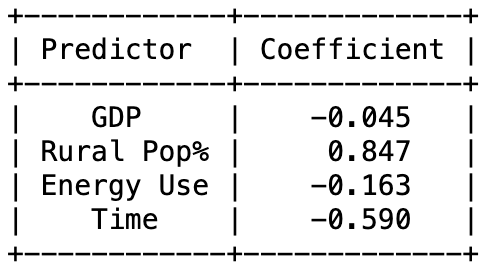 +------------+-------------+
| Predictor | Coefficient |
+------------+-------------+
| GDP | -0.045 |
| Rural Pop% | 0.847 |
| Energy Use | -0.163 |
| Time | -0.590 |
+------------+-------------+